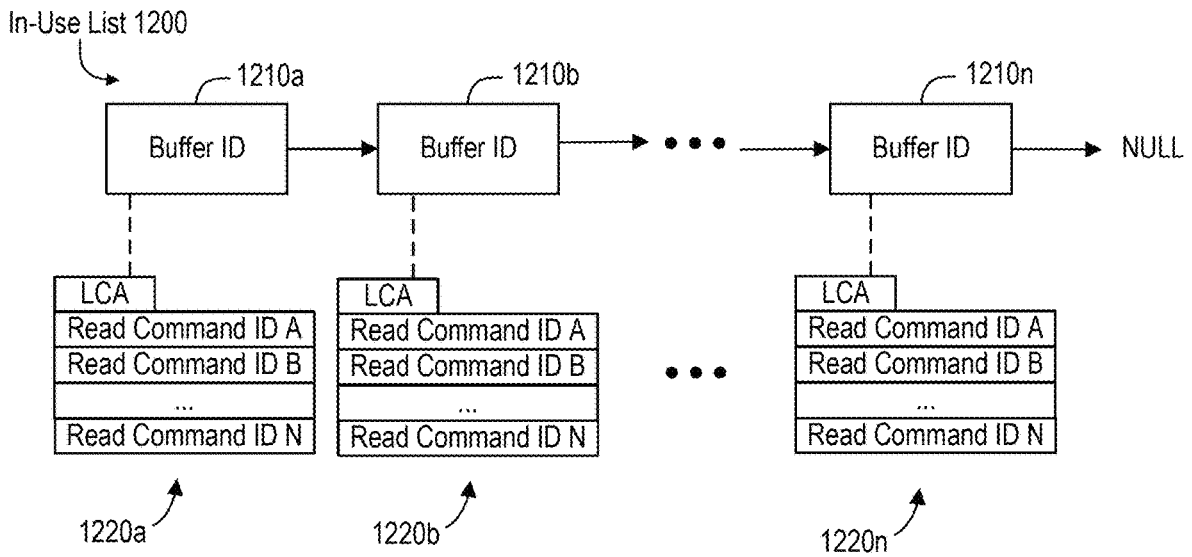 In-Use List 1200
1210a
1210b
1210n
Buffer ID
Buffer ID
● ● ●
Buffer ID
NULL
LCA
Read Command ID A
Read Command ID B
...
Read Command ID N
LCA
Read Command ID A
Read Command ID B
...
Read Command ID N
● ● ●
LCA
Read Command ID A
Read Command ID B
...
Read Command ID N
1220a
1220b
1220n